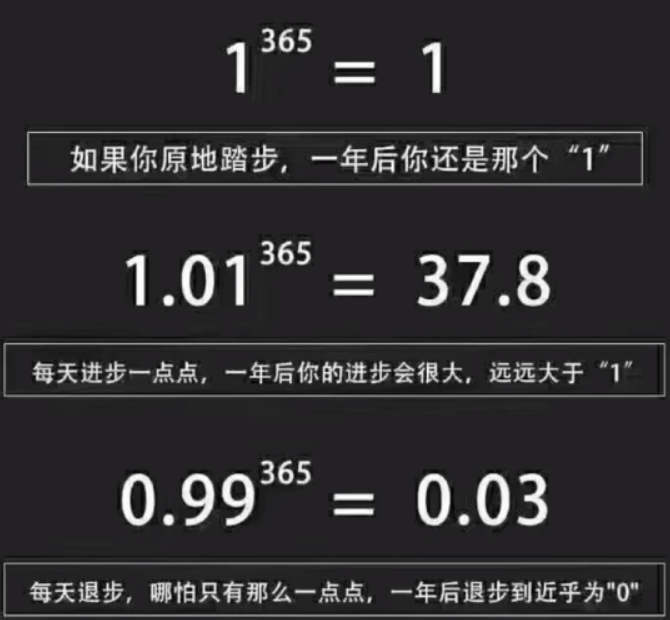 1^365 = 1
如果你原地踏步，一年后你还是那个“1”
1.01^365 = 37.8
每天进步一点点，一年后你的进步会很大，远远大于“1”
0.99^365 = 0.03
每天退步，哪怕只有那么一点点，一年后退步到近乎为"0"